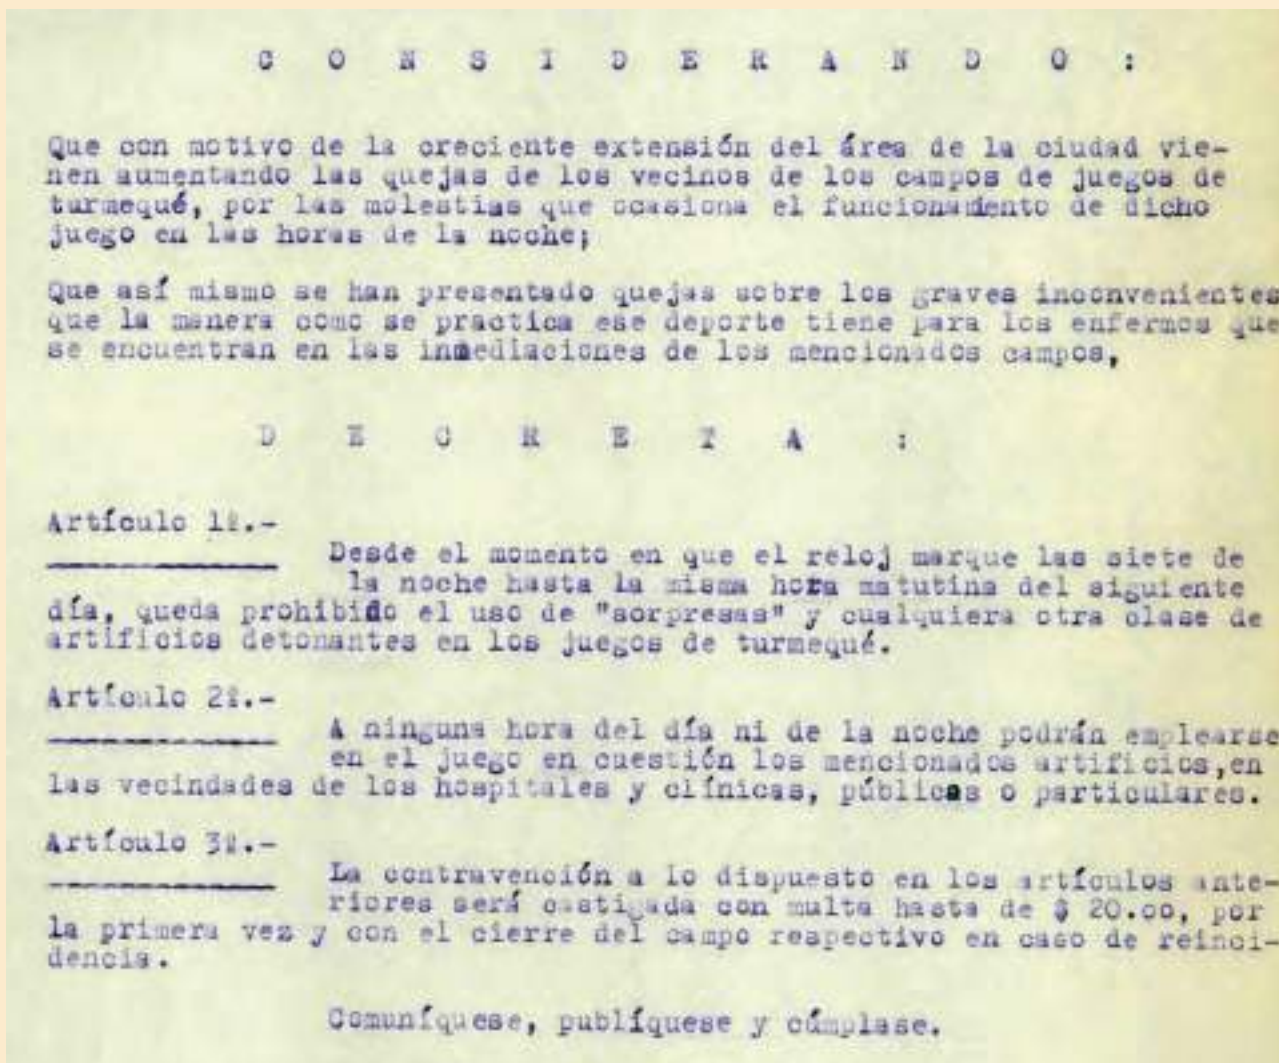 C O N S I D E R A N D O :
Que con motivo de la creciente extensión del área de la ciudad vie-
nen aumentando las quejas de los vecinos de los campos de juegos de
turmequé, por las molestias que ocasiona el funcionamiento de dicho
juego en las horas de la noche;
Que así mismo se han presentado quejas sobre los graves inconvenientes
que la manera como se practica ese deporte tiene para los enfermos que
se encuentran en las inmediaciones de los mencionados campos,
D E C R E T A :
Artículo 1º.-
Desde el momento en que el reloj marque las siete de
la noche hasta la misma hora matutina del siguiente
día, queda prohibido el uso de "sorpresas" y cualquiera otra clase de
artificios detonantes en los juegos de turmequé.
Artículo 2º.-
A ninguna hora del día ni de la noche podrán emplearse
en el juego en cuestión los mencionados artificios,en
las vecindades de los hospitales y clínicas, públicas o particulares.
Artículo 3º.-
La contravención a lo dispuesto en los artículos ante-
riores será castigada con multa hasta de $ 20.oo, por
la primera vez y con el cierre del campo respectivo en caso de reinci-
dencia.
Comuníquese, publíquese y cúmplase.